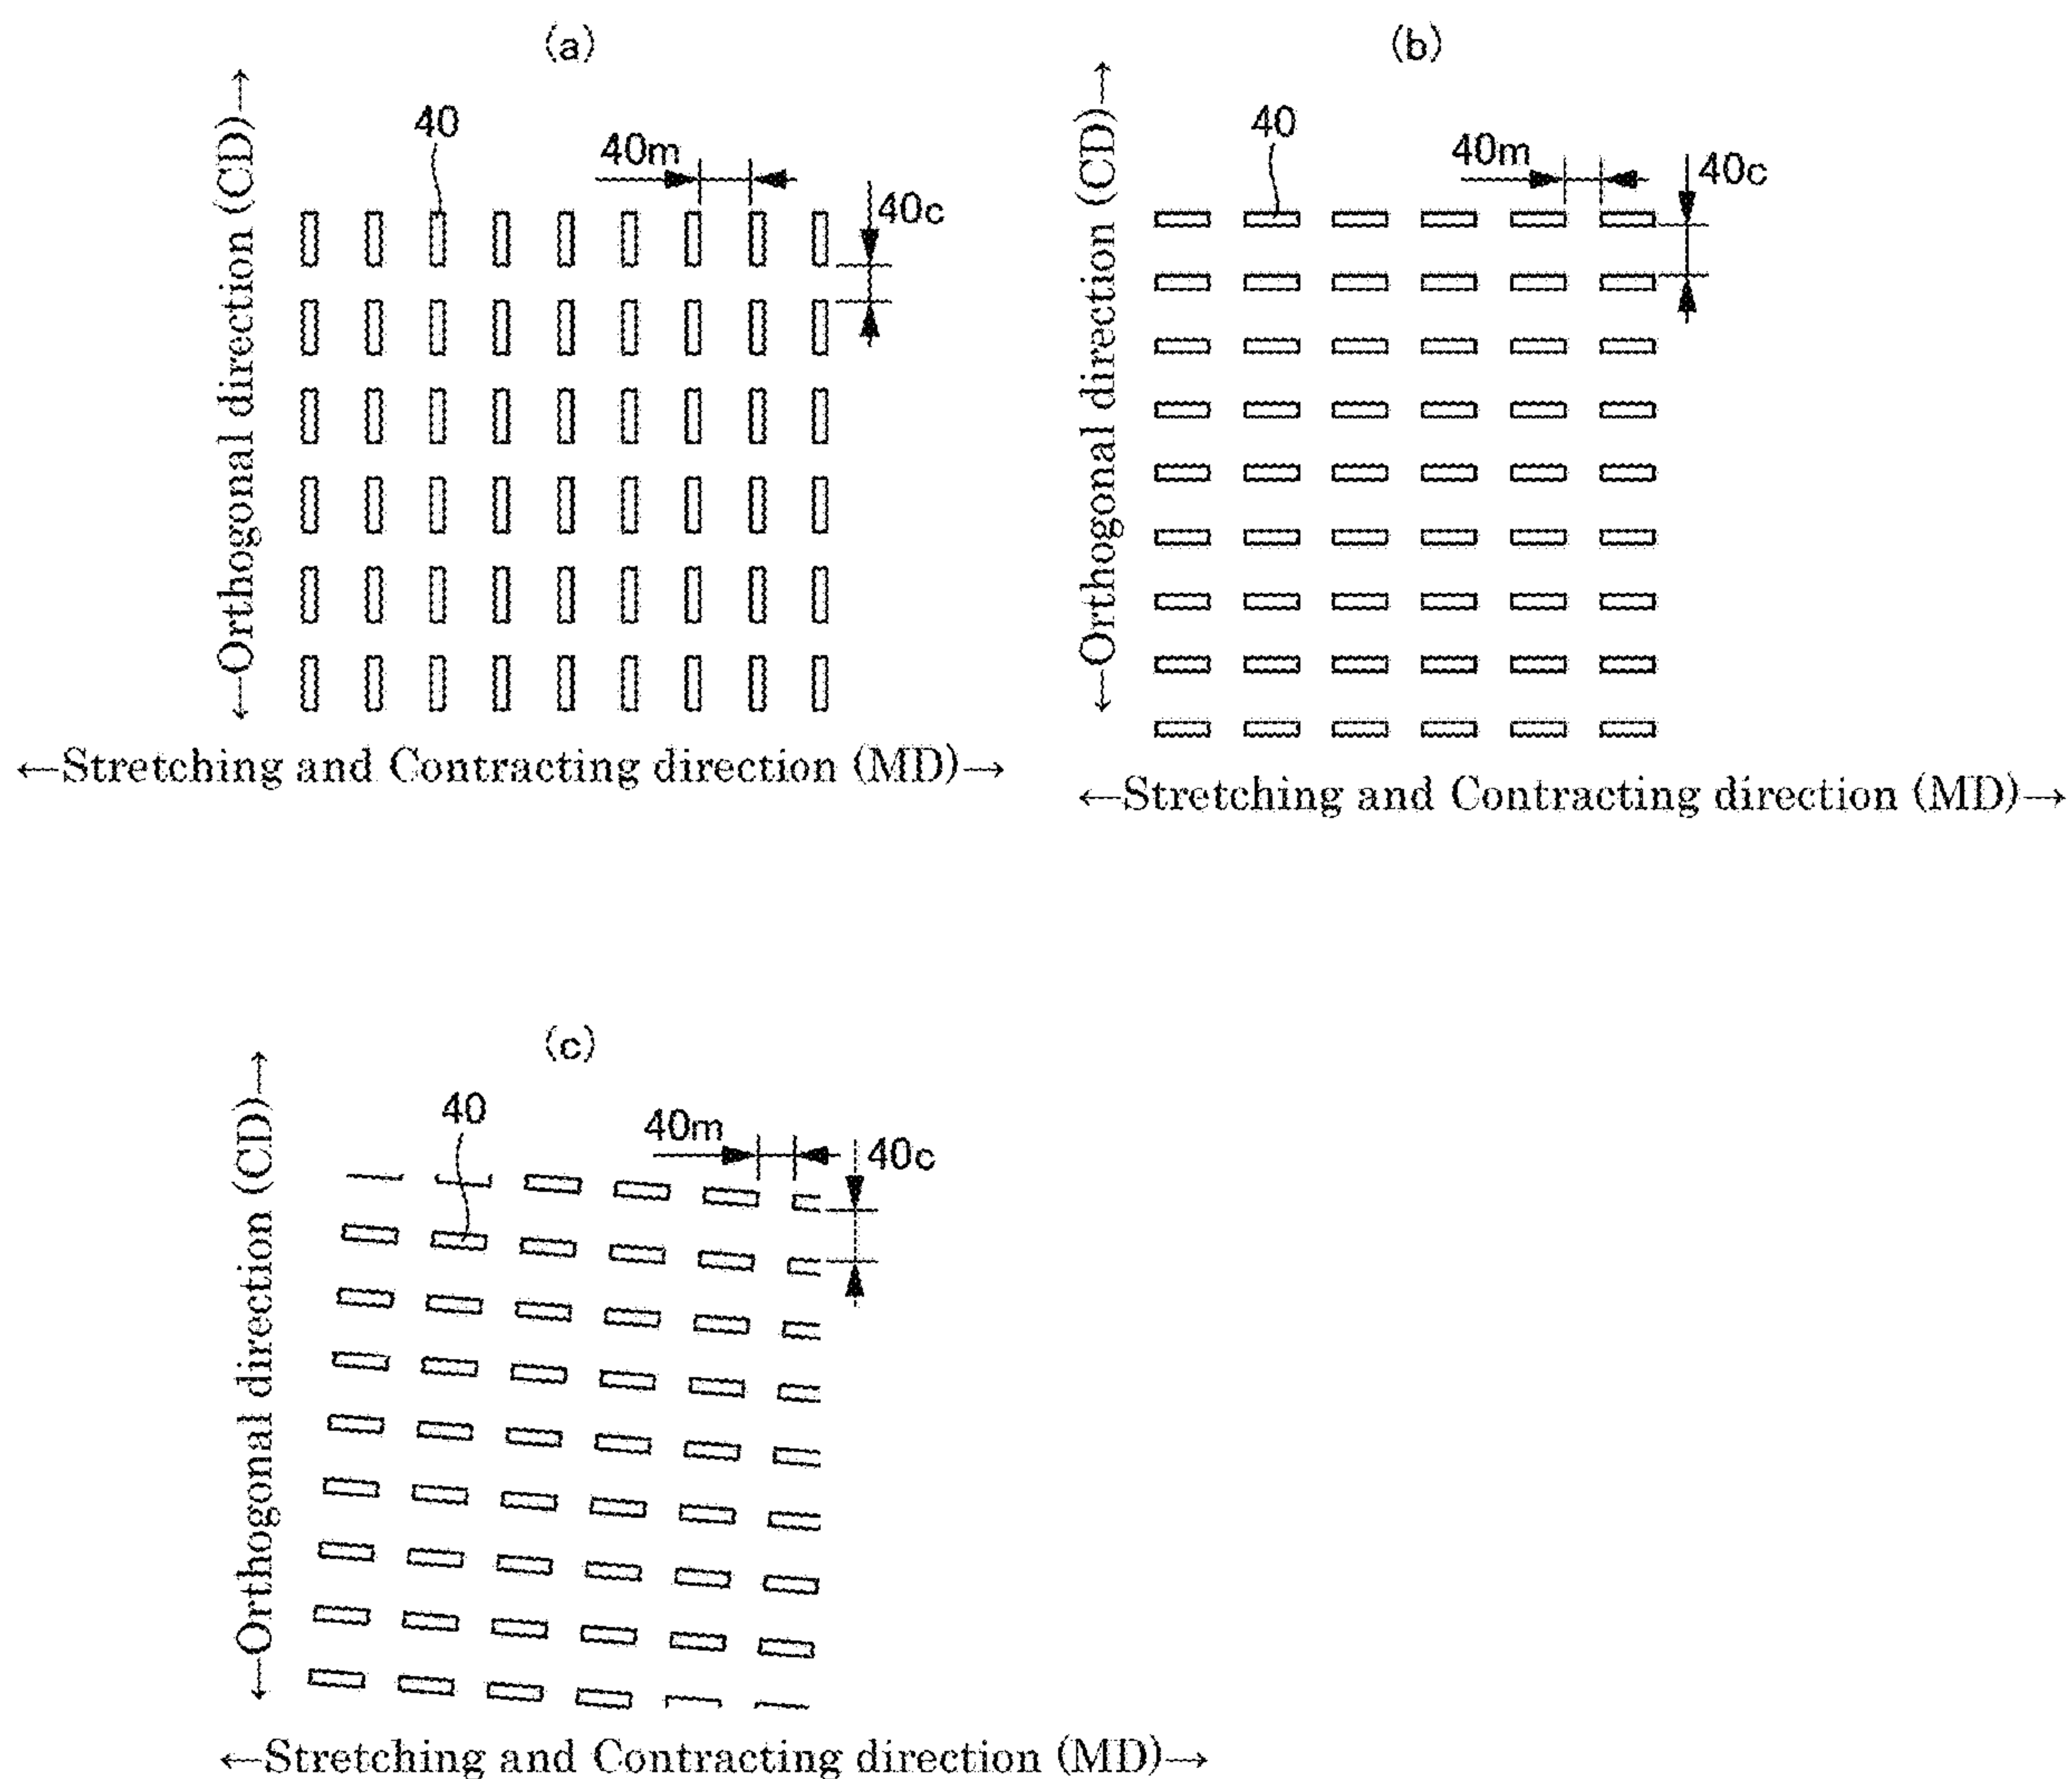 (a)
40
40m
40c
←Orthogonal direction (CD)→
←Stretching and Contracting direction (MD)→
(b)
40
40m
40c
←Orthogonal direction (CD)→
←Stretching and Contracting direction (MD)→
(c)
40
40m
40c
←Orthogonal direction (CD)→
←Stretching and Contracting direction (MD)→